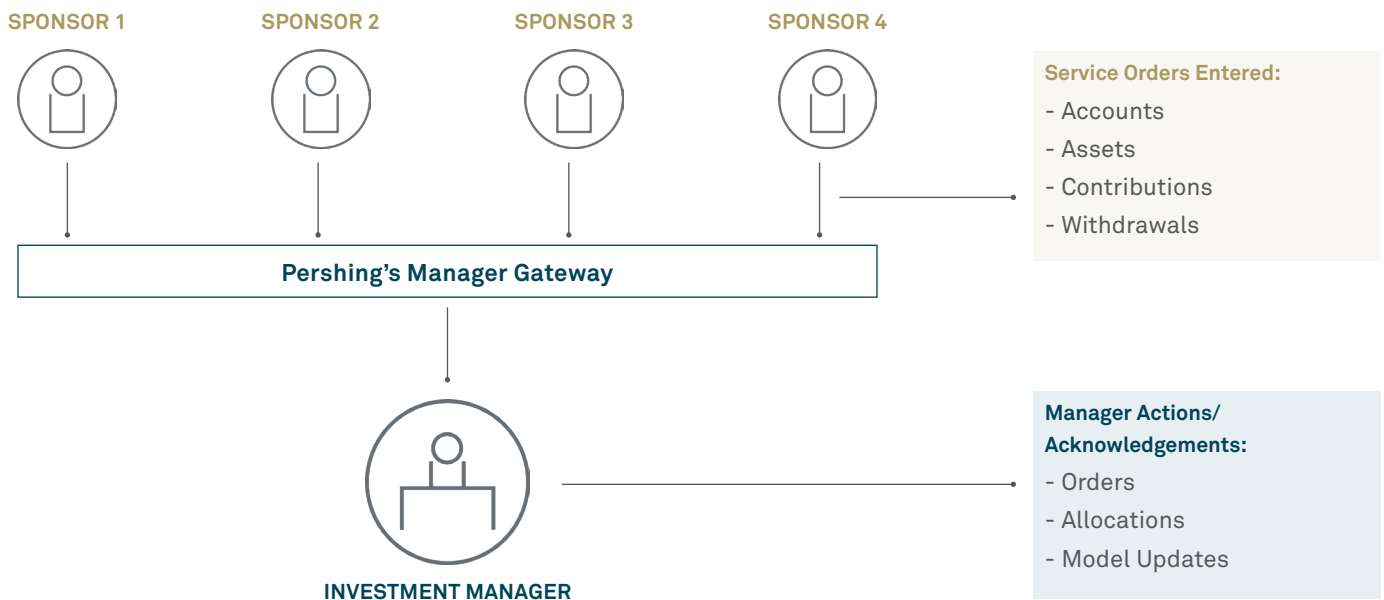 SPONSOR 1
SPONSOR 2
SPONSOR 3
SPONSOR 4
Service Orders Entered:
- Accounts
- Assets
- Contributions
- Withdrawals
Pershing’s Manager Gateway
Manager Actions/
Acknowledgements:
- Orders
- Allocations
- Model Updates
INVESTMENT MANAGER